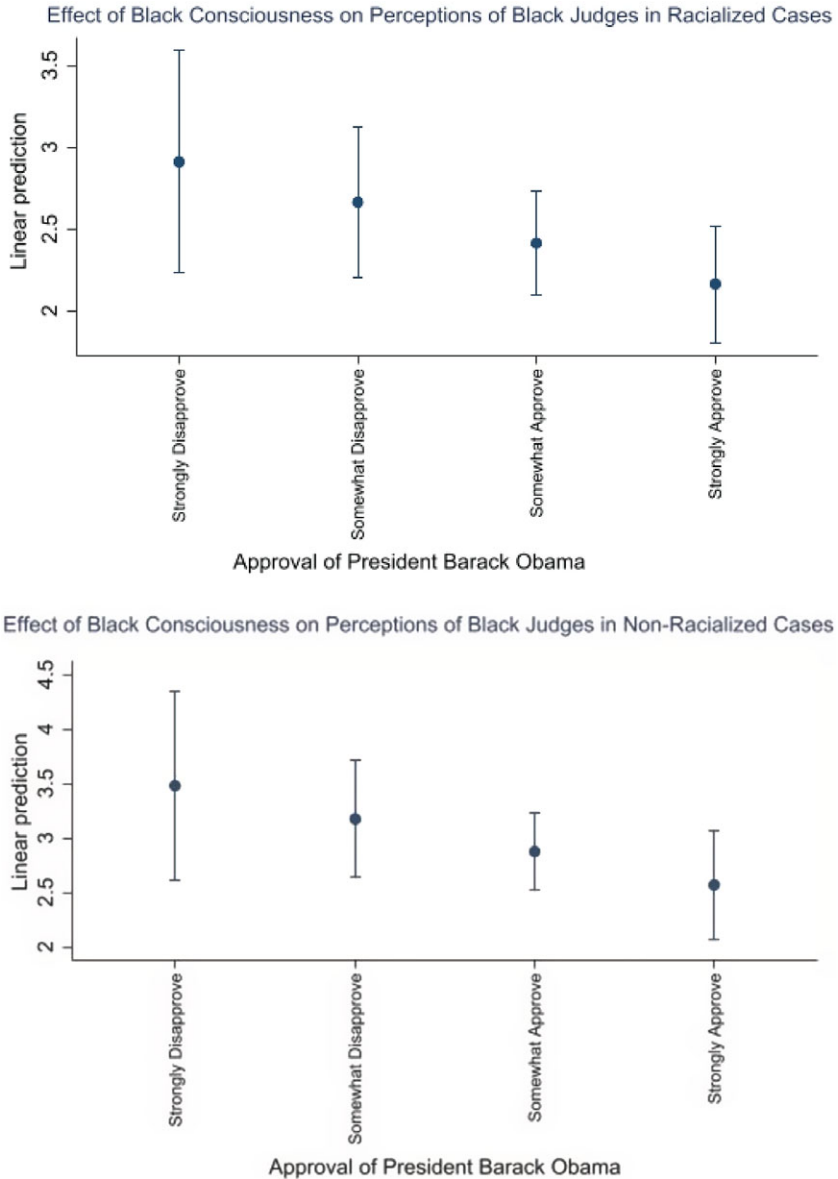 Effect of Black Consciousness on Perceptions of Black Judges in Racialized Cases
Linear prediction
3.5
3
2.5
2
Strongly Disapprove
Somewhat Disapprove
Somewhat Approve
Strongly Approve
Approval of President Barack Obama
Effect of Black Consciousness on Perceptions of Black Judges in Non-Racialized Cases
Linear prediction
4.5
4
3.5
3
2.5
2
Strongly Disapprove
Somewhat Disapprove
Somewhat Approve
Strongly Approve
Approval of President Barack Obama